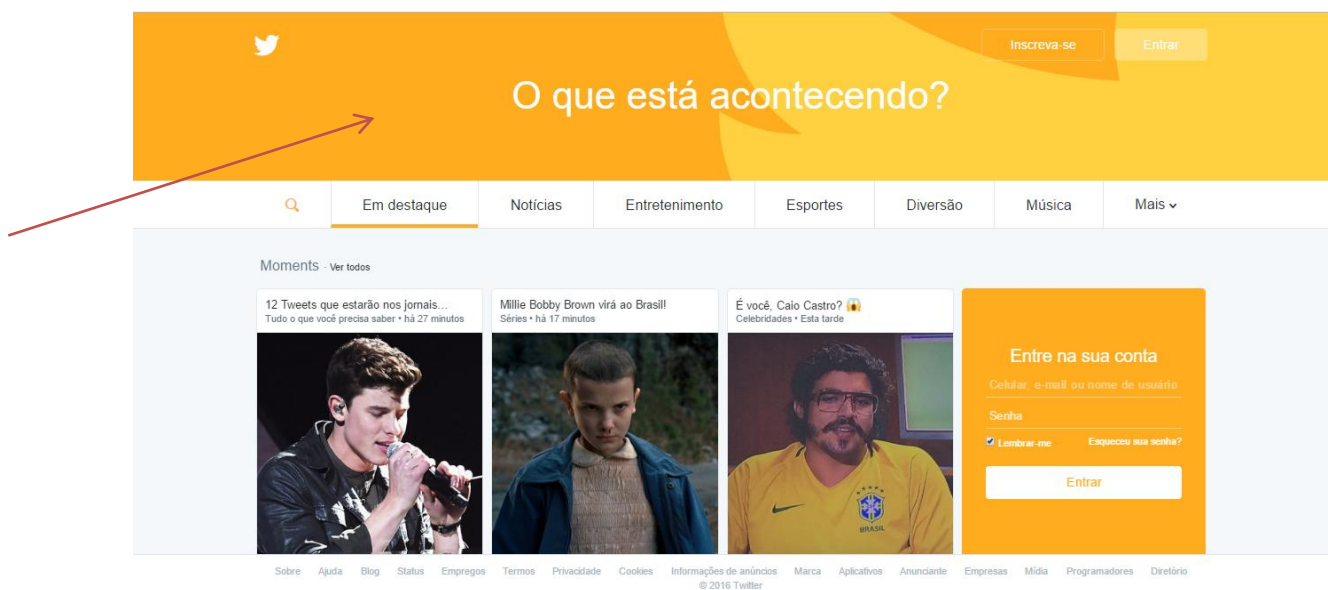 Inscreva-se
Entrar
O que está acontecendo?
Em destaque
Notícias
Entretenimento
Esportes
Diversão
Música
Mais
Moments · Ver todos
12 Tweets que estarão nos jornais...
Tudo o que você precisa saber • há 27 minutos
Millie Bobby Brown virá ao Brasil!
Séries • há 17 minutos
É você, Caio Castro? 😱
Celebridades • Esta tarde
BRASIL
Entre na sua conta
Celular, e-mail ou nome de usuário
Senha
Lembrar-me
Esqueceu sua senha?
Entrar
Sobre Ajuda Blog Status Empregos Termos Privacidade Cookies Informações de anúncios Marca Aplicativos Anunciante Empresas Mídia Programadores Diretório
© 2016 Twitter